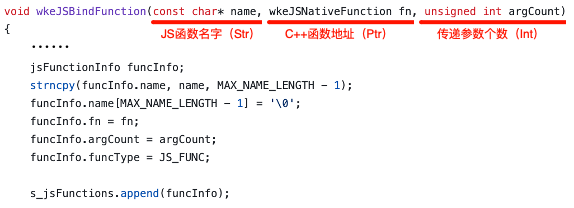 void wkeJSBindFunction(const char* name, wkeJSNativeFunction fn, unsigned int argCount)
JS函数名字（Str） C++函数地址（Ptr） 传递参数个数（Int）
{
......
jsFunctionInfo funcInfo;
strncpy(funcInfo.name, name, MAX_NAME_LENGTH - 1);
funcInfo.name[MAX_NAME_LENGTH - 1] = '\0';
funcInfo.fn = fn;
funcInfo.argCount = argCount;
funcInfo.funcType = JS_FUNC;
s_jsFunctions.append(funcInfo);